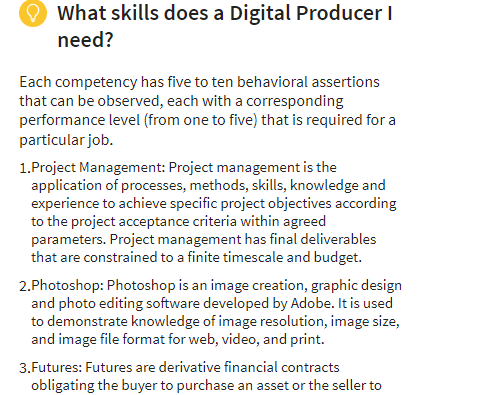 What skills does a Digital Producer I
need?
Each competency has five to ten behavioral assertions
that can be observed, each with a corresponding
performance level (from one to five) that is required for a
particular job.
1.Project Management: Project management is the
application of processes, methods, skills, knowledge and
experience to achieve specific project objectives according
to the project acceptance criteria within agreed
parameters. Project management has final deliverables
that are constrained to a finite timescale and budget.
2.Photoshop: Photoshop is an image creation, graphic design
and photo editing software developed by Adobe. It is used
to demonstrate knowledge of image resolution, image size,
and image file format for web, video, and print.
3.Futures: Futures are derivative financial contracts
obligating the buyer to purchase an asset or the seller to